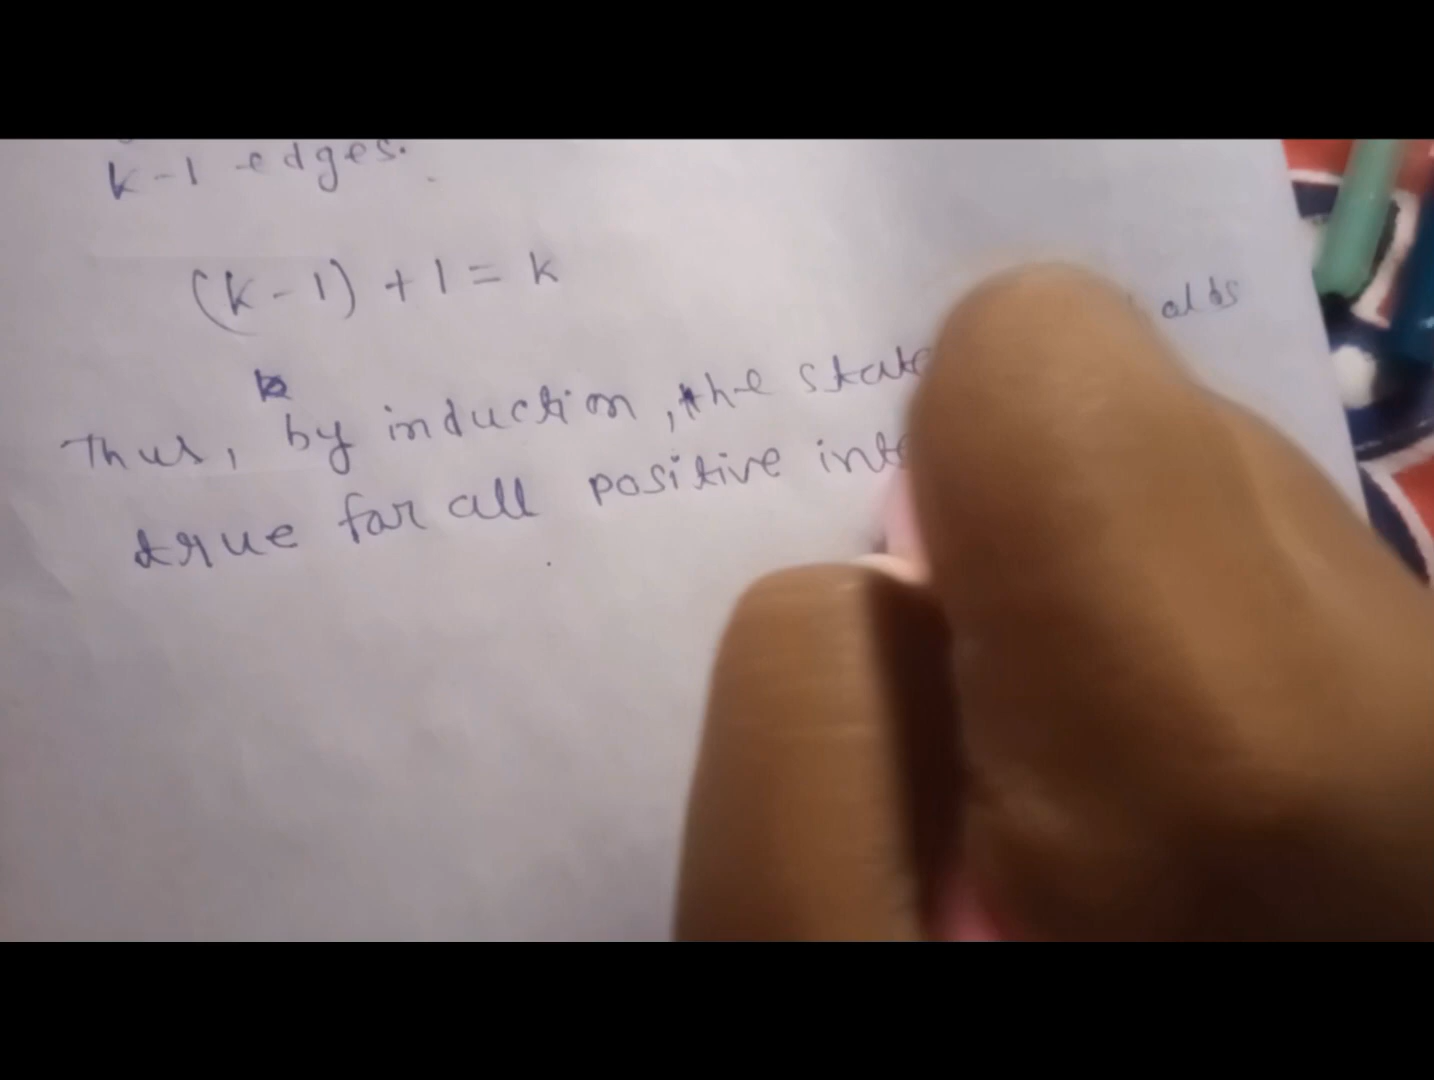 k-1 edges.
(k-1) + 1 = k
Thus, by induction, the
true for all positive